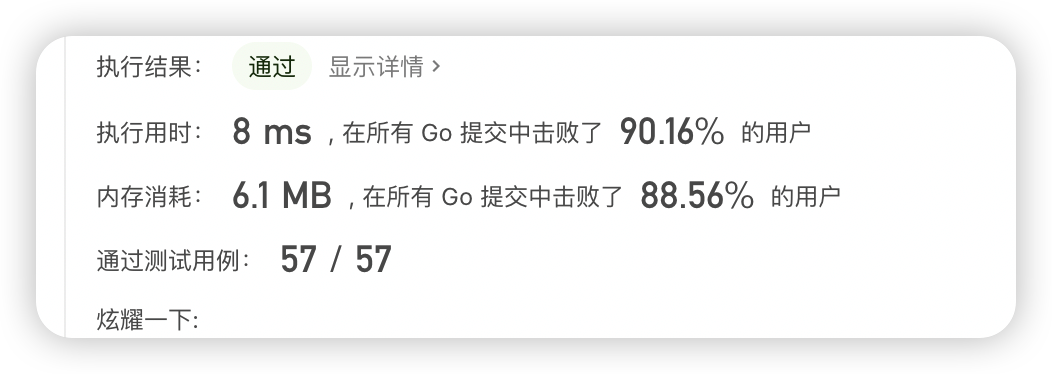 执行结果： 通过 显示详情 >
执行用时： 8 ms , 在所有 Go 提交中击败了 90.16% 的用户
内存消耗： 6.1 MB , 在所有 Go 提交中击败了 88.56% 的用户
通过测试用例： 57 / 57
炫耀一下: